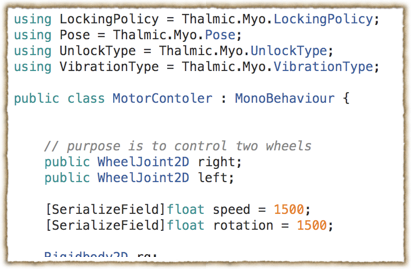 using LockingPolicy = Thalmic.Myo.LockingPolicy;
using Pose = Thalmic.Myo.Pose;
using UnlockType = Thalmic.Myo.UnlockType;
using VibrationType = Thalmic.Myo.VibrationType;
public class MotorContoler : MonoBehaviour {
// purpose is to control two wheels
public WheelJoint2D right;
public WheelJoint2D left;
[SerializeField]float speed = 1500;
[SerializeField]float rotation = 1500;
Rigidbody2D